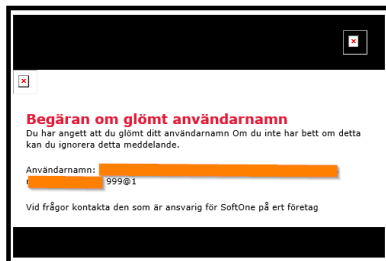 Begäran om glömt användarnamn
Du har angett att du glömt ditt användarnamn Om du inte har bett om detta
kan du ignorera detta meddelande.
Användarnamn:
999@1
Vid frågor kontakta den som är ansvarig för SoftOne på ert företag